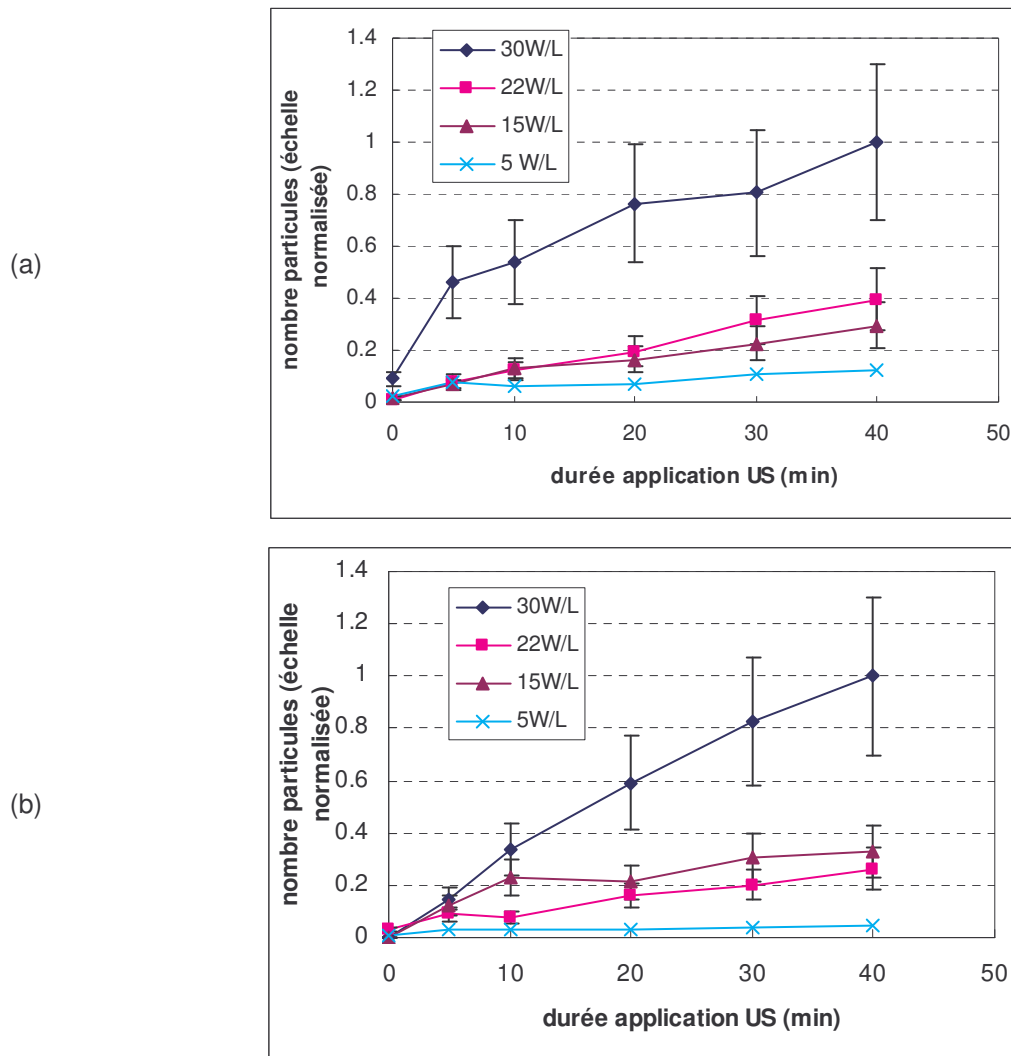 (a)
nombre particules (échelle
normalisée)
1.4
1.2
1
0.8
0.6
0.4
0.2
0
30W/L
22W/L
15W/L
5 W/L
0 10 20 30 40 50
durée application US (min)
(b)
nombre particules (échelle
normalisée)
1.4
1.2
1
0.8
0.6
0.4
0.2
0
30W/L
22W/L
15W/L
5W/L
0 10 20 30 40 50
durée application US (min)